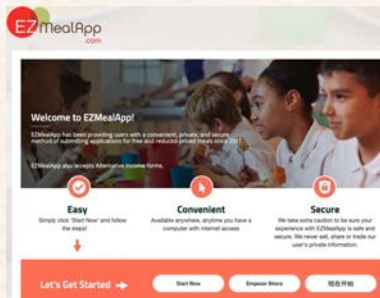 EZMealApp
.com
Welcome to EZMealApp!
EZMealApp has been providing users with a convenient, private, and secure
method of submitting applications for free and reduced-priced meals since 2011.
EZMealApp also accepts Alternative Income forms.
Easy
Simply click 'Start Now' and follow
the steps!
Convenient
Available anywhere, anytime you have a
computer with internet access
Secure
We take extra caution to be sure your
experience with EZMealApp is safe and
secure. We never sell, share or trade our
user's private information.
Let's Get Started
Start Now
Empezar Ahora
现在开始